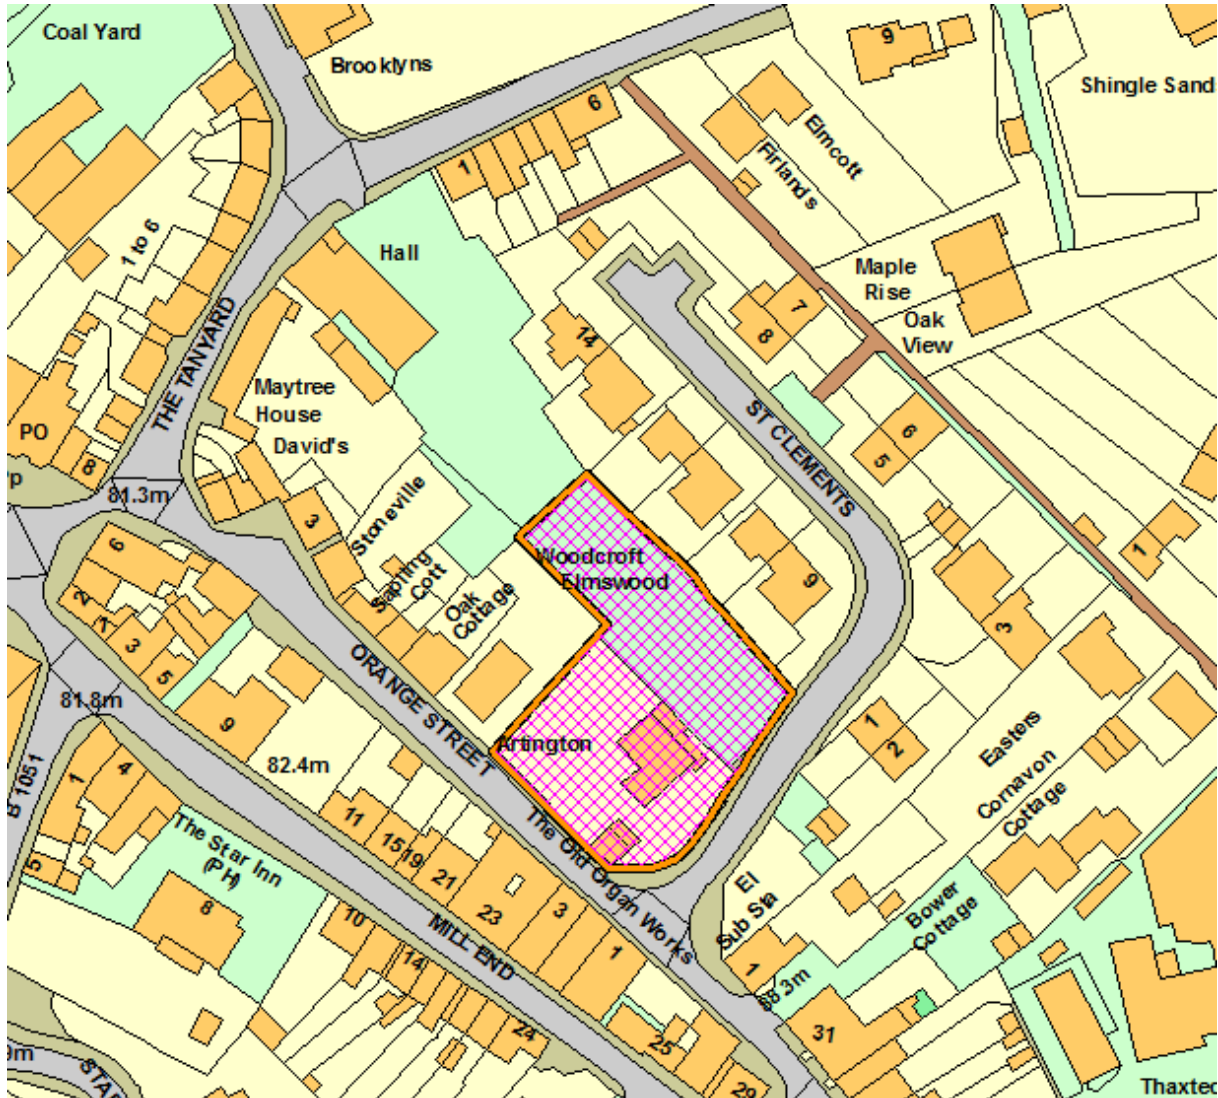 Coal Yard
Brooklyns
9
Shingle Sand
6
1
Elmcott
Firlands
1 to 6
Hall
Maple
Rise
Oak
View
7
8
14
THE TANYARD
Maytree
House
David's
PO
8
81.3m
ST CLEMENTS
6
5
3
Stoneville
Sapling
Cott
Oak
Cottage
Woodcroft
Elmswood
9
1
3
6
2
1
3
5
ORANGE STREET
81.8m
9
82.4m
Artington
1
2
Easters
Cornavon
Cottage
B 1051
1
4
5
The Star Inn
(PH)
8
11
15
19
21
23
3
1
The Old Organ Works
El
Sub Sta
1
Bower
Cottage
68.3m
10
14
MILL END
24
25
29
31
Thaxted